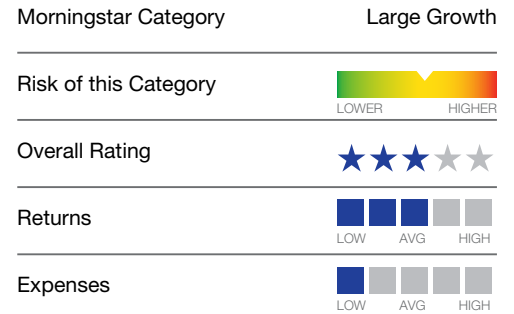 Morningstar Category Large Growth
Risk of this Category
LOWER HIGHER
Overall Rating
Returns
LOW AVG HIGH
Expenses
LOW AVG HIGH